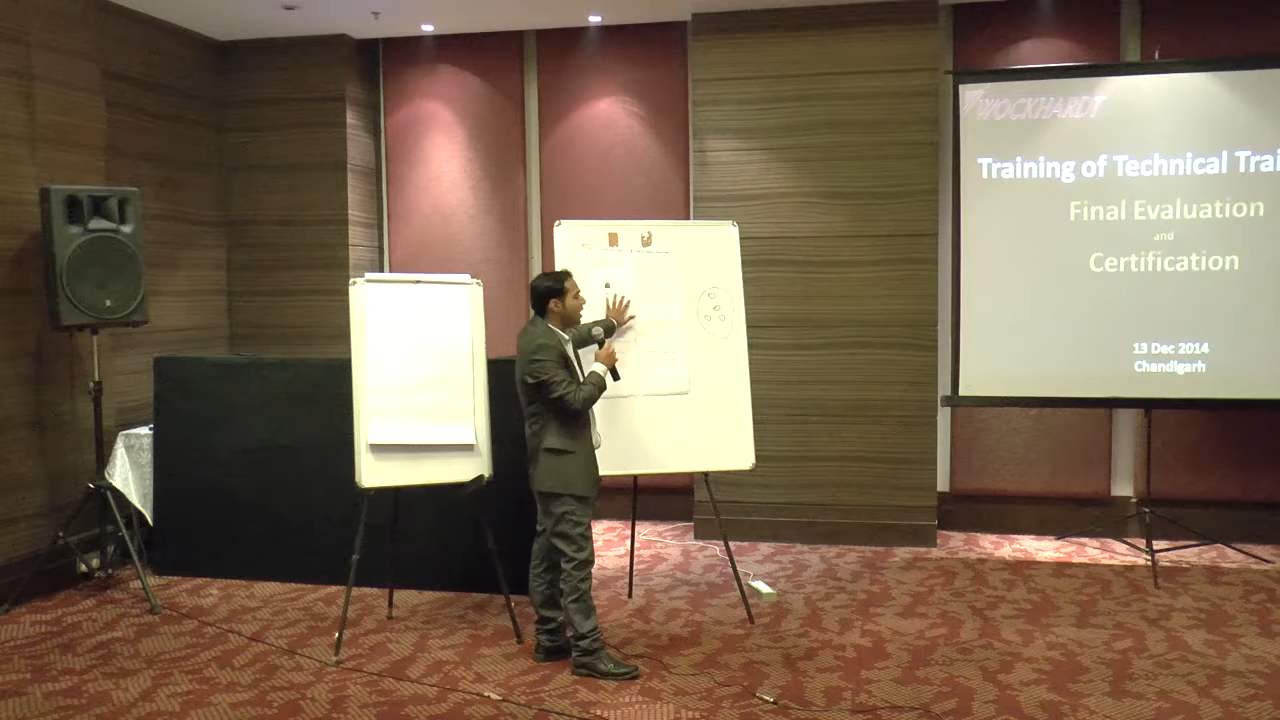 WOCKHARDT
Training of Technical Trai
Final Evaluation
and
Certification
13 Dec 2014
Chandigarh